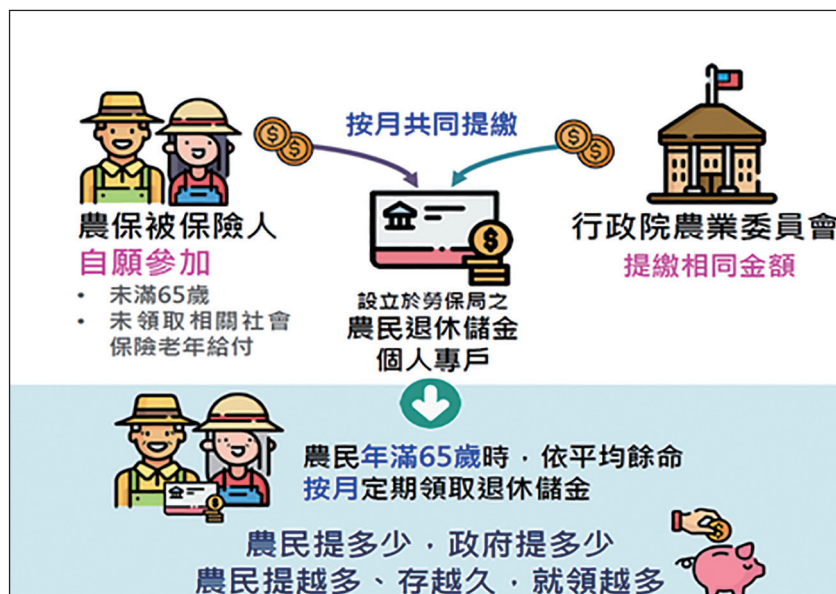 按月共同提繳
農保被保險人
自願參加
• 未滿65歲
• 未領取相關社會
保險老年給付
行政院農業委員會
提繳相同金額
設立於勞保局之
農民退休儲金
個人專戶
農民年滿65歲時，依平均餘命
按月定期領取退休儲金
農民提多少，政府提多少
農民提越多、存越久，就領越多